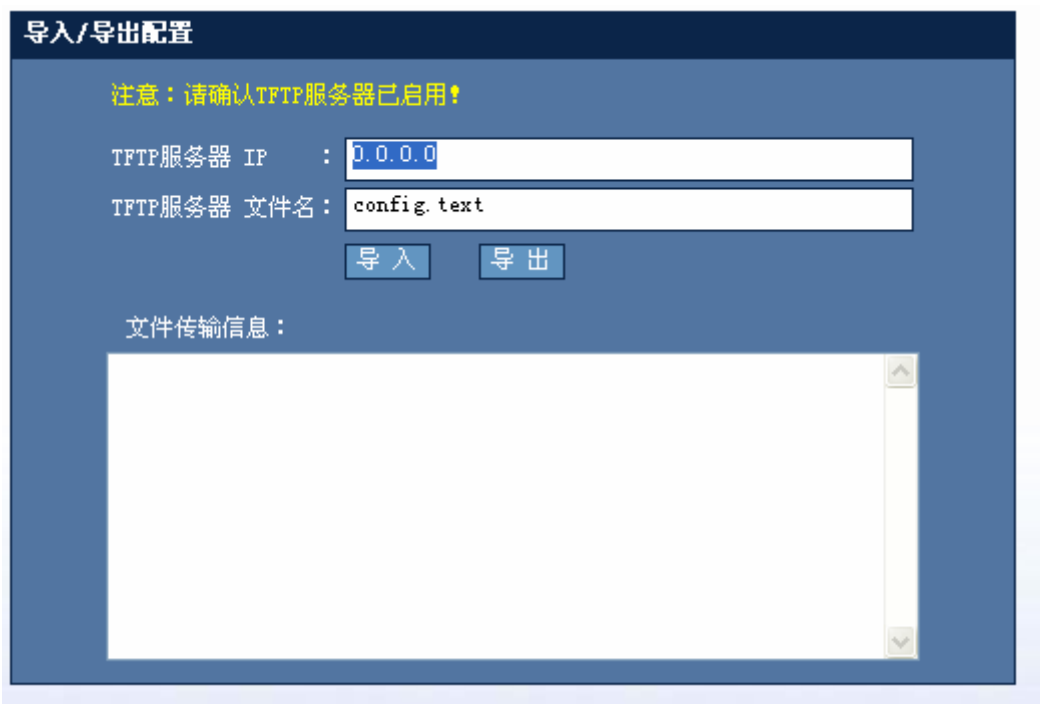 导入/导出配置
注意：请确认TFTP服务器已启用！
TFTP服务器 IP ： 0.0.0.0
TFTP服务器 文件名： config.text
导 入 导 出
文件传输信息：